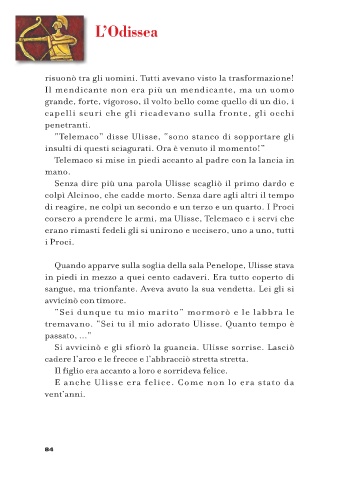 L'Odissea
risuonò tra gli uomini. Tutti avevano visto la trasformazione!
Il mendicante non era più un mendicante, ma un uomo
grande, forte, vigoroso, il volto bello come quello di un dio, i
capelli scuri che gli ricadevano sulla fronte, gli occhi
penetranti.
"Telemaco" disse Ulisse, "sono stanco di sopportare gli
insulti di questi sciagurati. Ora è venuto il momento!"
Telemaco si mise in piedi accanto al padre con la lancia in
mano.
Senza dire più una parola Ulisse scagliò il primo dardo e
colpì Alcinoo, che cadde morto. Senza dare agli altri il tempo
di reagire, ne colpì un secondo e un terzo e un quarto. I Proci
corsero a prendere le armi, ma Ulisse, Telemaco e i servi che
erano rimasti fedeli gli si unirono e uccisero, uno a uno, tutti
i Proci.
Quando apparve sulla soglia della sala Penelope, Ulisse stava
in piedi in mezzo a quei cento cadaveri. Era tutto coperto di
sangue, ma trionfante. Aveva avuto la sua vendetta. Lei gli si
avvicinò con timore.
"Sei dunque tu mio marito" mormorò e le labbra le
tremavano. "Sei tu il mio adorato Ulisse. Quanto tempo è
passato, ..."
Si avvicinò e gli sfiorò la guancia. Ulisse sorrise. Lasciò
cadere l'arco e le frecce e l'abbracciò stretta stretta.
Il figlio era accanto a loro e sorrideva felice.
E anche Ulisse era felice. Come non lo era stato da
vent'anni.
84